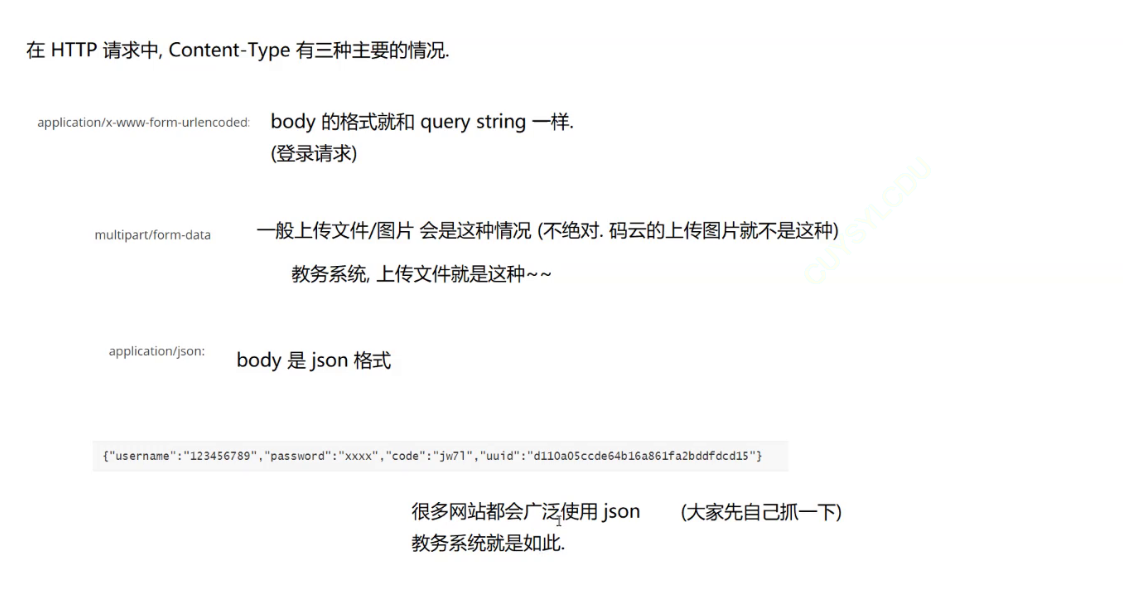 在 HTTP 请求中, Content-Type 有三种主要的情况.
application/x-www-form-urlencoded: body 的格式就和 query string 一样.
(登录请求)
multipart/form-data 一般上传文件/图片 会是这种情况 (不绝对. 码云的上传图片就不是这种)
教务系统, 上传文件就是这种~~
application/json: body 是 json 格式
{"username":"123456789","password":"xxxx","code":"jw7l","uuid":"d110a05ccde64b16a861fa2bddfdcd15"}
很多网站都会广泛使用 json (大家先自己抓一下)
教务系统就是如此.